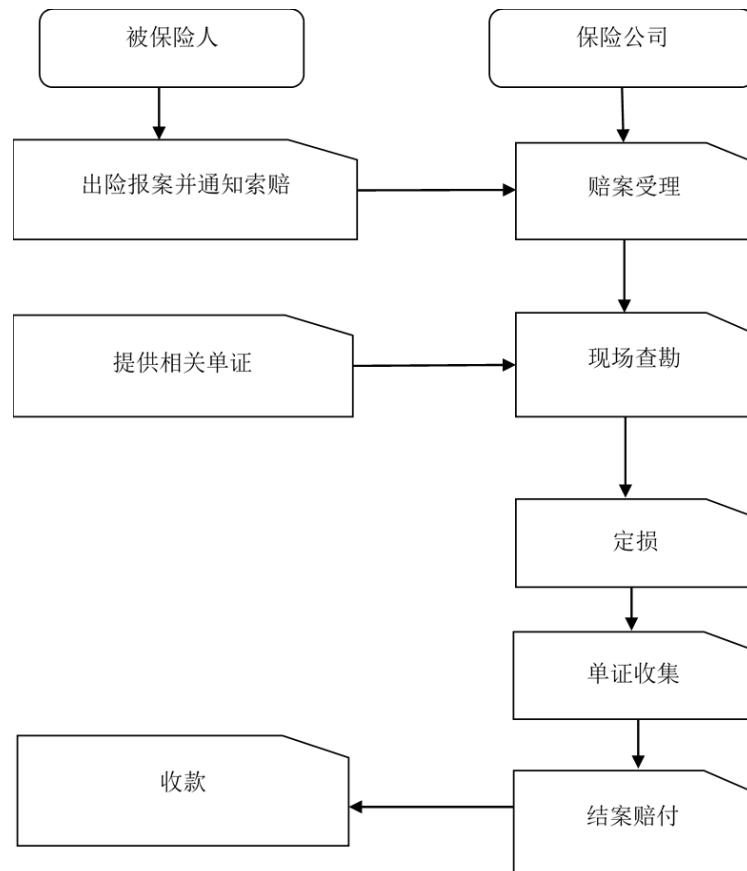 被保险人
保险公司
出险报案并通知索赔
赔案受理
提供相关单证
现场查勘
定损
单证收集
收款
结案赔付